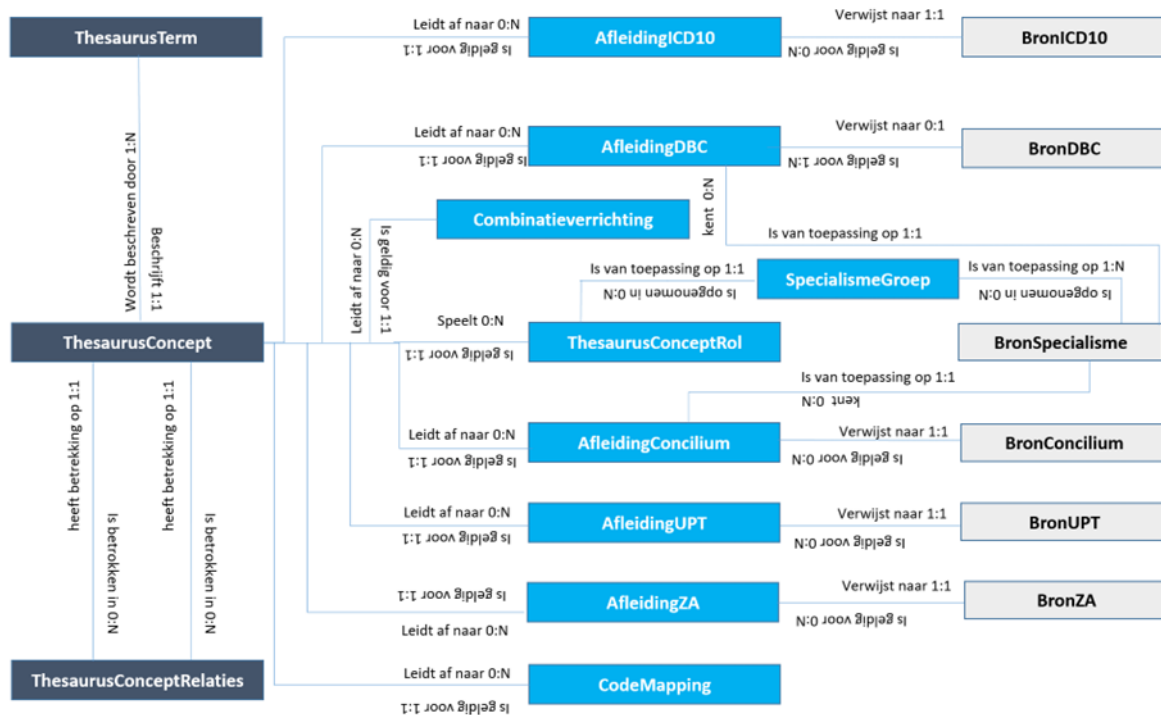 ThesaurusTerm
Leidt af naar 0:N
Is geldig voor 1:1
AfleidingICD10
Verwijst naar 1:1
Is geldig voor 0:N
BronICD10
Leidt af naar 0:N
Is geldig voor 1:1
AfleidingDBC
Verwijst naar 0:1
Is geldig voor 1:N
BronDBC
Wordt beschreven door 1:N
Beschrijft 1:1
Leidt af naar 0:N
Is geldig voor 1:1
Combinatieverrichting
kent 0:N
Is van toepassing op 1:1
Is van toepassing op 1:1
Is opgenomen in 0:N
SpecialismeGroep
Is van toepassing op 1:N
Is opgenomen in 0:N
ThesaurusConcept
Speelt 0:N
Is geldig voor 1:1
ThesaurusConceptRol
BronSpecialisme
Is van toepassing op 1:1
kent 0:N
heeft betrekking op 1:1
Is betrokken in 0:N
heeft betrekking op 1:1
Is betrokken in 0:N
Leidt af naar 0:N
Is geldig voor 1:1
AfleidingConcilium
Verwijst naar 1:1
Is geldig voor 0:N
BronConcilium
Leidt af naar 0:N
Is geldig voor 1:1
AfleidingUPT
Verwijst naar 1:1
Is geldig voor 0:N
BronUPT
Is geldig voor 1:1
Leidt af naar 0:N
AfleidingZA
Verwijst naar 1:1
Is geldig voor 0:N
BronZA
ThesaurusConceptRelaties
Leidt af naar 0:N
Is geldig voor 1:1
CodeMapping